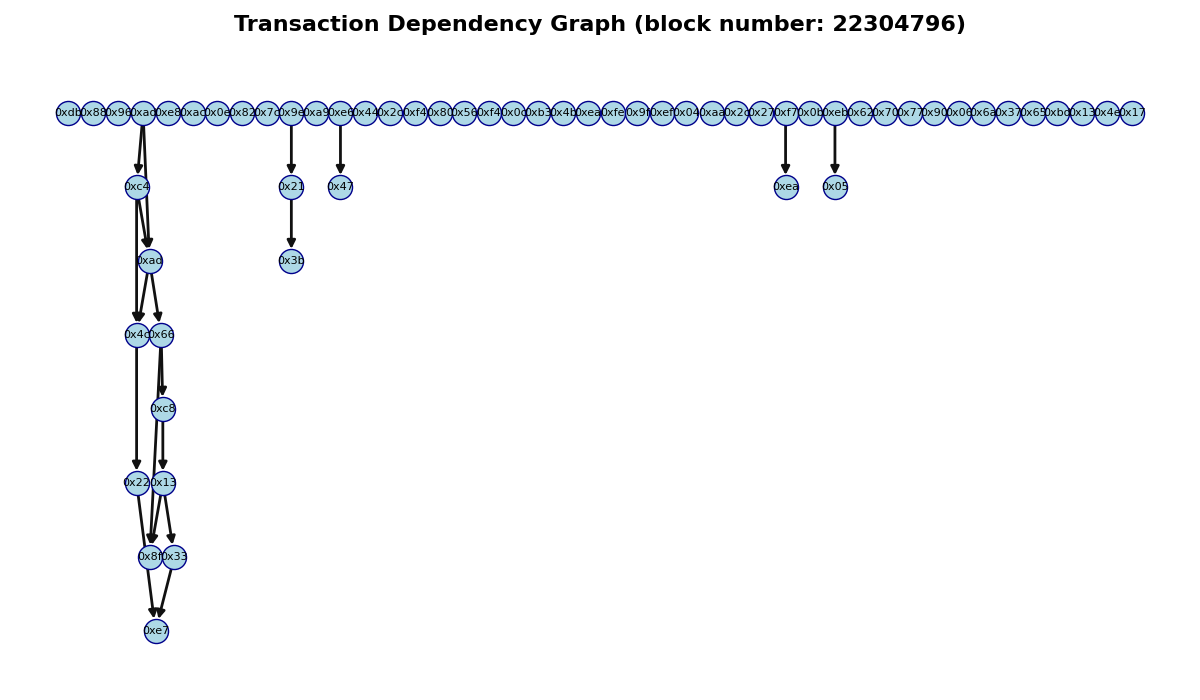 Transaction Dependency Graph (block number: 22304796)
0xdb 0x88 0x96 0xad 0xe8 0xac 0x0e 0x82 0x7c 0x9e 0xa9 0xe6 0x44 0x2c 0xf4 0x80 0x56 0xf4 0x0c 0xb3 0x4b 0xea 0xfe 0x9f 0xef 0x04 0xaa 0x2c 0x27 0xf7 0x0b 0xeb 0x62 0x70 0x77 0x90 0x06 0x6a 0x37 0x65 0xbd 0x13 0x4e 0x17
0xc4 0x21 0x47 0xea 0x05
0xad 0x3b
0x4c 0x66
0xc8
0x22 0x13
0x8f 0x33
0xe7